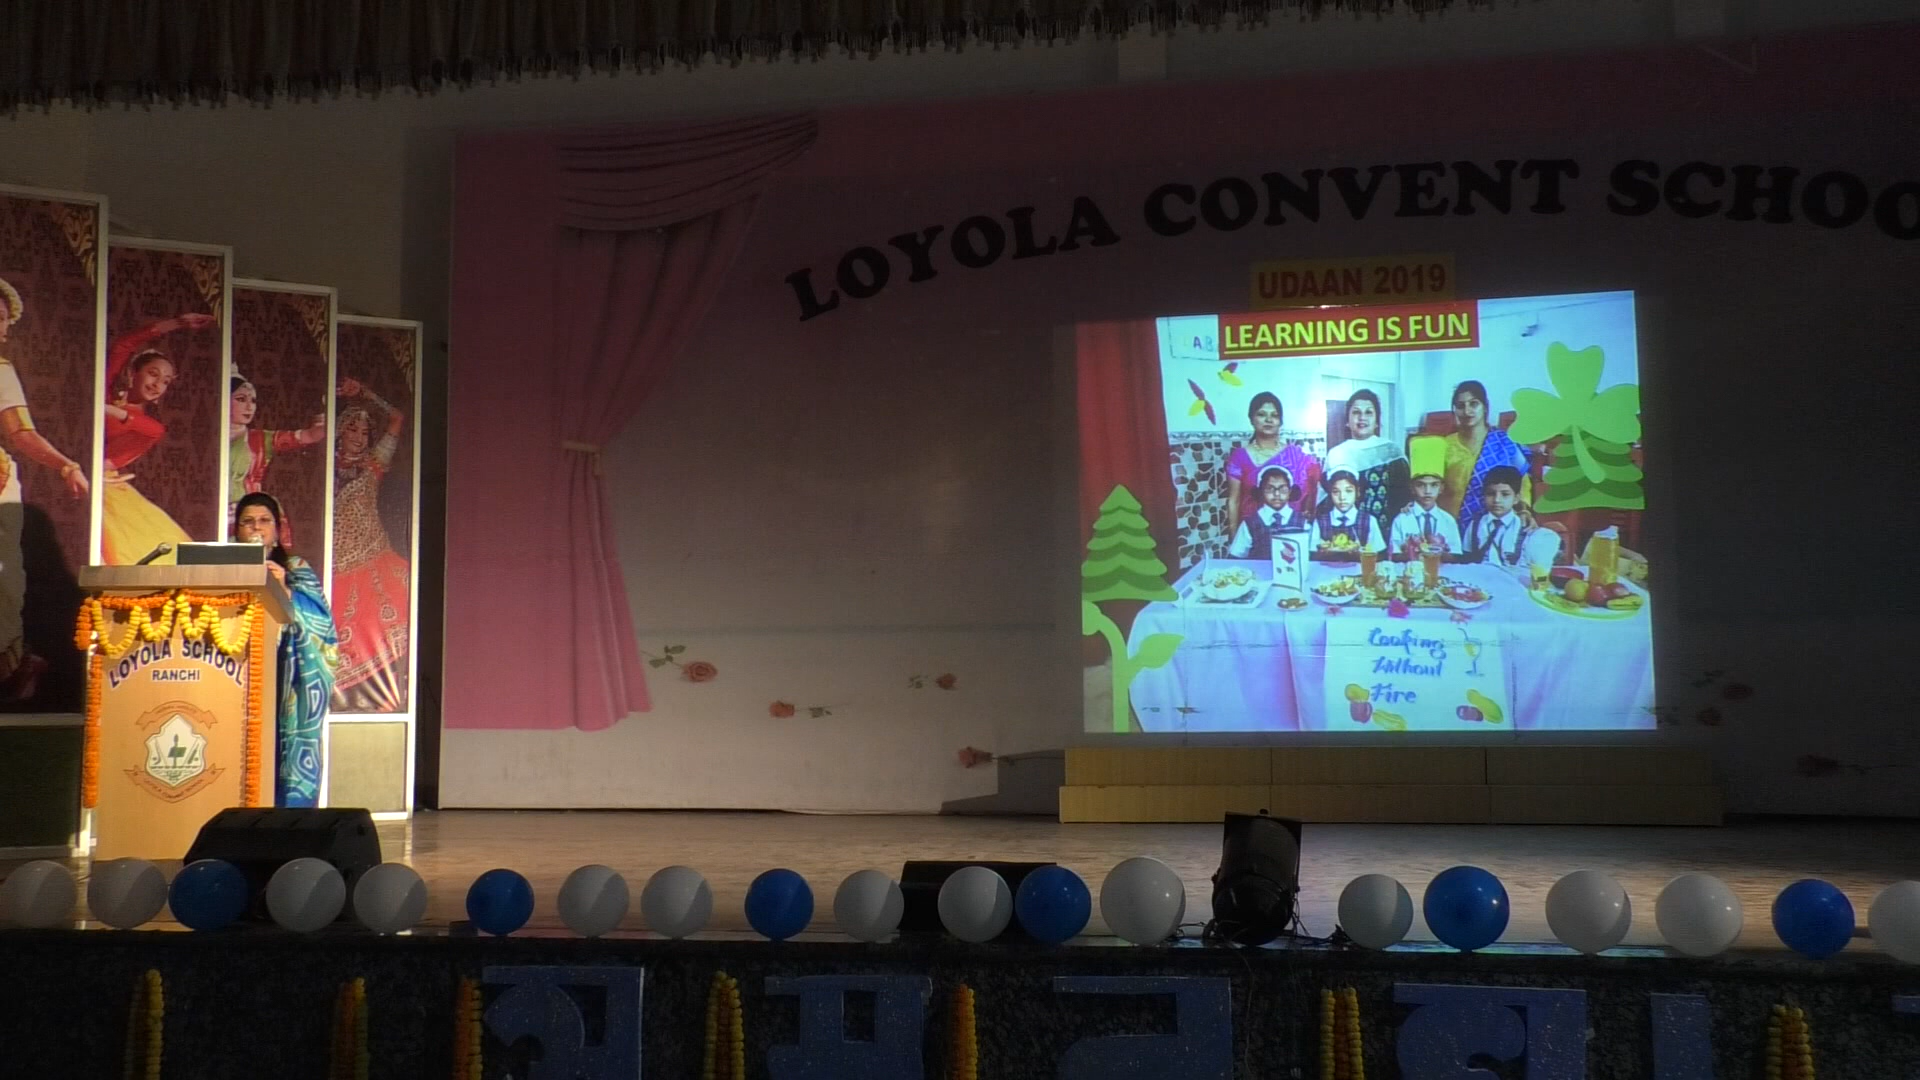 LOYOLA CONVENT SCHOO
UDAAN 2019
LEARNING IS FUN
Cooking
Without
Fire
LOYOLA SCHOOL
RANCHI